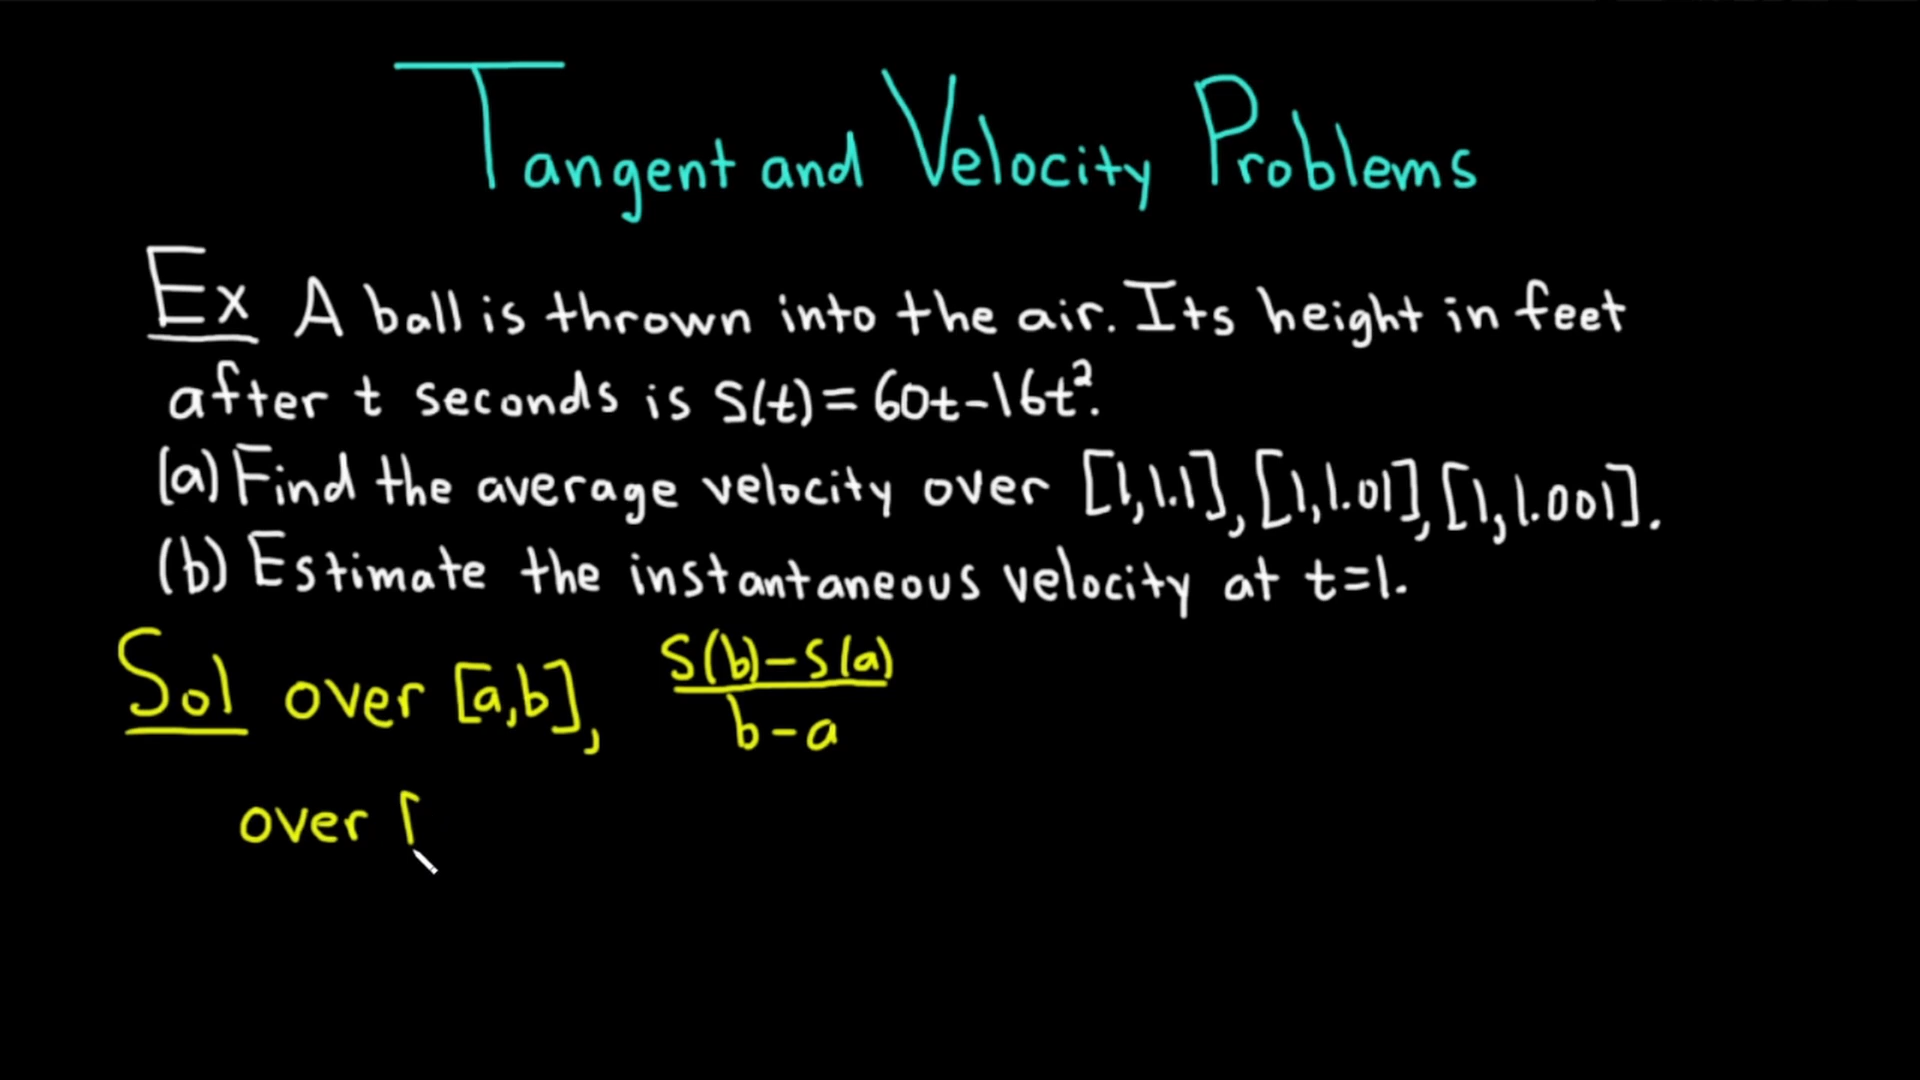 Tangent and Velocity Problems
Ex A ball is thrown into the air. Its height in feet
after t seconds is S(t) = 60t - 16t².
(a) Find the average velocity over [1, 1.1], [1, 1.01], [1, 1.001].
(b) Estimate the instantaneous velocity at t=1.
Sol over [a,b], S(b)-S(a)
b-a
over [